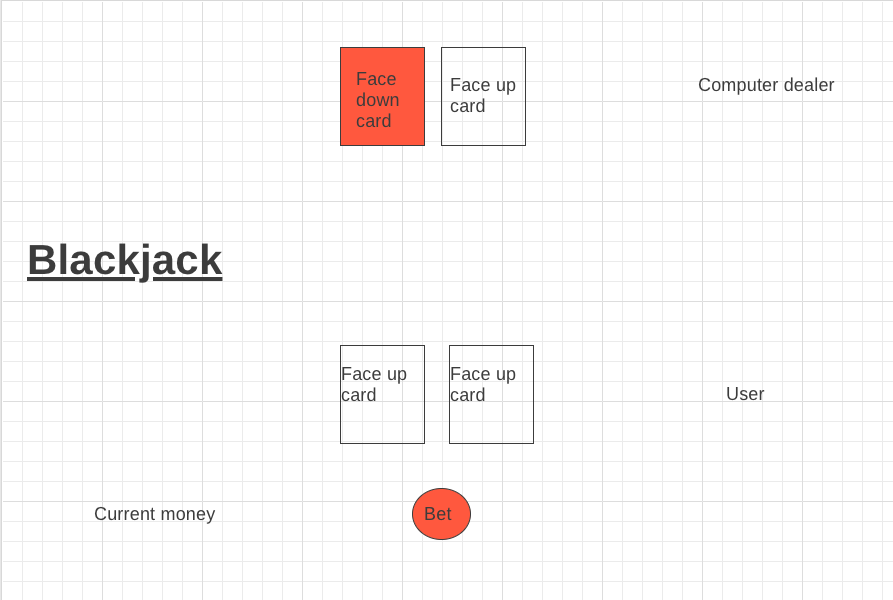 Face
down
card
Face up
card
Computer dealer
Blackjack
Face up
card
Face up
card
User
Current money
Bet